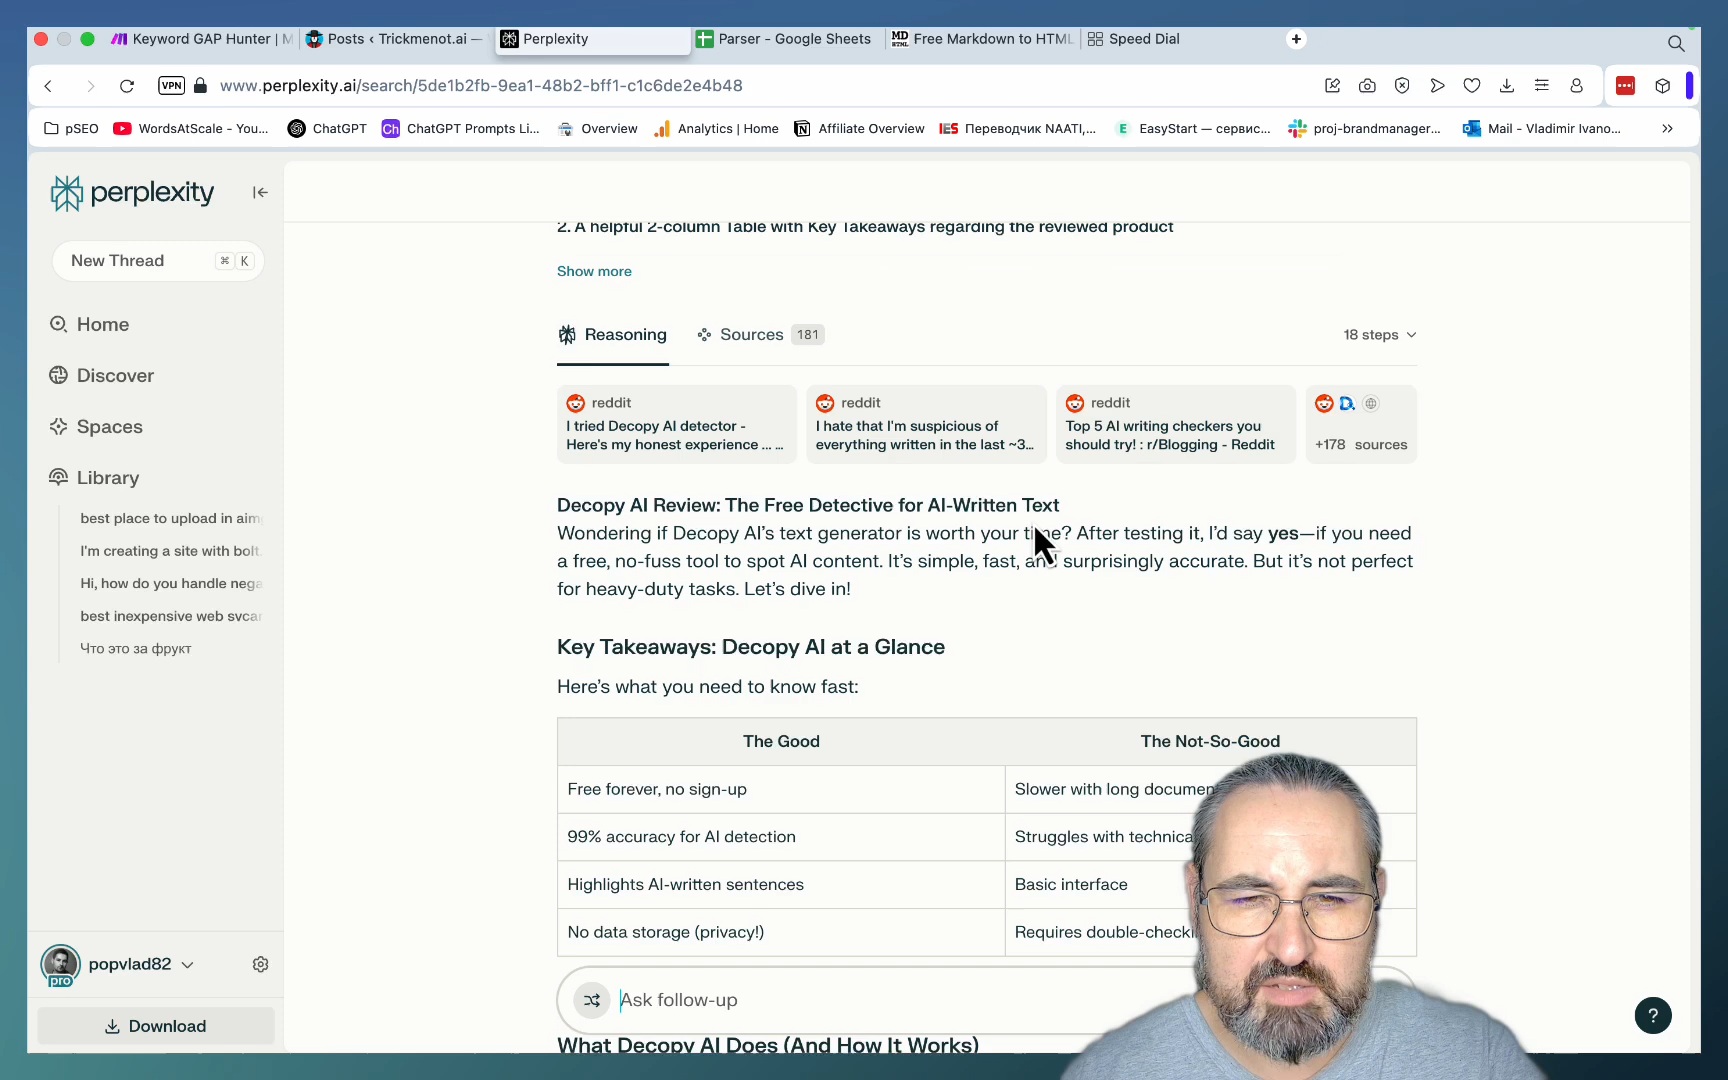 Keyword GAP Hunter | M
Posts ‹ Trickmenot.ai —
Perplexity
Parser - Google Sheets
MD
HTML
Free Markdown to HTML
Speed Dial
VPN
www.perplexity.ai/search/5de1b2fb-9ea1-48b2-bff1-c1c6de2e4b48
pSEO
WordsAtScale - You...
ChatGPT
Ch
ChatGPT Prompts Li...
Overview
Analytics | Home
Affiliate Overview
IES
Переводчик NAATI,...
E
EasyStart — сервис...
proj-brandmanager...
Mail - Vladimir Ivano...
perplexity
New Thread
⌘ K
Home
Discover
Spaces
Library
best place to upload in aim
I'm creating a site with bolt.
Hi, how do you handle nega
best inexpensive web svcar
Что это за фрукт
popvlad82
pro
Download
2. A helpful 2-column Table with Key Takeaways regarding the reviewed product
Show more
Reasoning
Sources 181
18 steps
reddit
I tried Decopy AI detector -
Here's my honest experience ... ...
reddit
I hate that I'm suspicious of
everything written in the last ~3...
reddit
Top 5 AI writing checkers you
should try! : r/Blogging - Reddit
+178 sources
Decopy AI Review: The Free Detective for AI-Written Text
Wondering if Decopy AI's text generator is worth your time? After testing it, I'd say yes—if you need
a free, no-fuss tool to spot AI content. It's simple, fast, and surprisingly accurate. But it's not perfect
for heavy-duty tasks. Let's dive in!
Key Takeaways: Decopy AI at a Glance
Here's what you need to know fast:
The Good
The Not-So-Good
Free forever, no sign-up
Slower with long documen
99% accuracy for AI detection
Struggles with technica
Highlights AI-written sentences
Basic interface
No data storage (privacy!)
Requires double-checki
Ask follow-up
?
What Decopy AI Does (And How It Works)